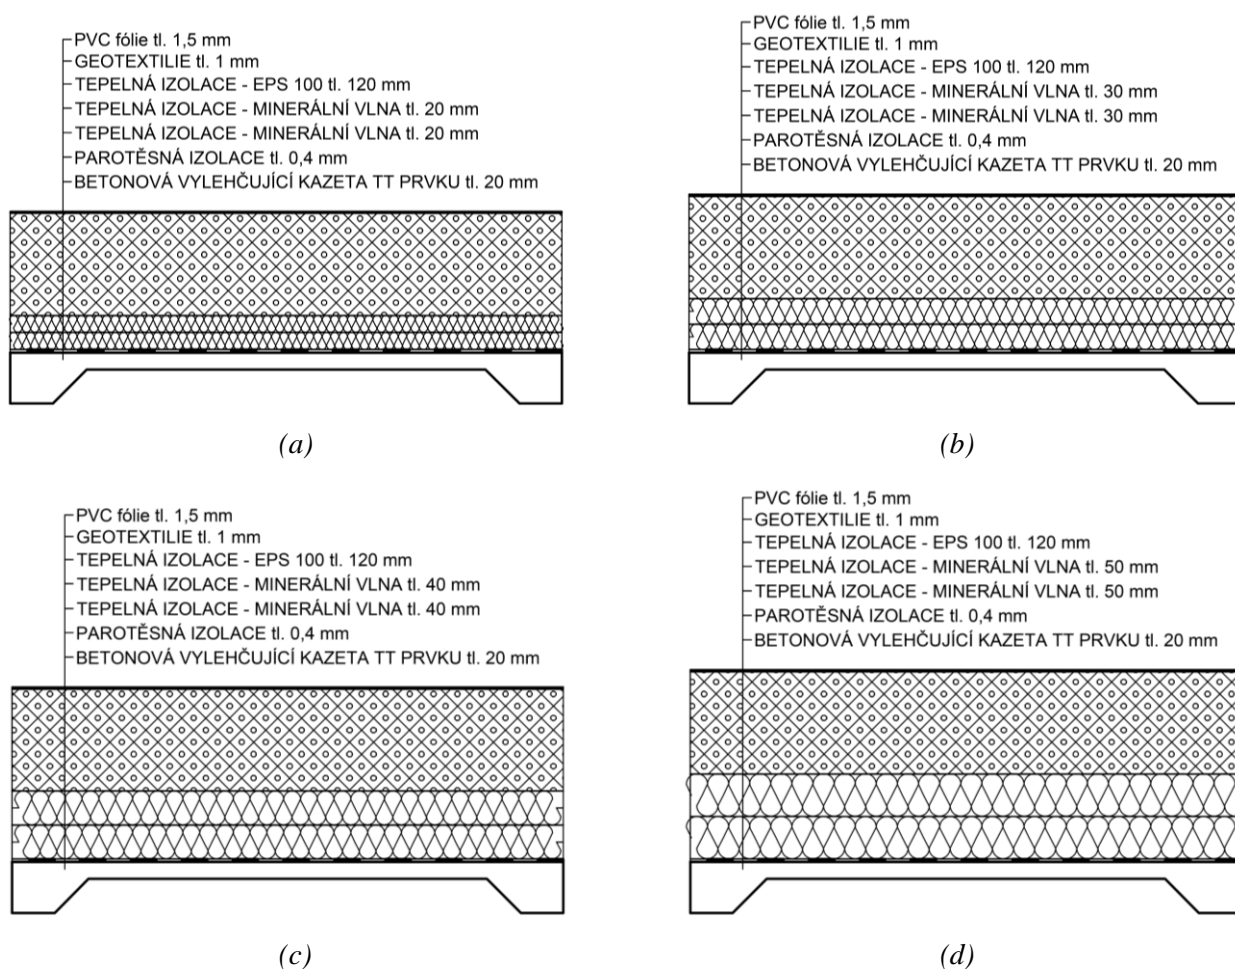 PVC fólie tl. 1,5 mm
GEOTEXTILIE tl. 1 mm
TEPELNÁ IZOLACE - EPS 100 tl. 120 mm
TEPELNÁ IZOLACE - MINERÁLNÍ VLNA tl. 20 mm
TEPELNÁ IZOLACE - MINERÁLNÍ VLNA tl. 20 mm
PAROTĚSNÁ IZOLACE tl. 0,4 mm
BETONOVÁ VYLEHČUJÍCÍ KAZETA TT PRVKU tl. 20 mm
(a)
PVC fólie tl. 1,5 mm
GEOTEXTILIE tl. 1 mm
TEPELNÁ IZOLACE - EPS 100 tl. 120 mm
TEPELNÁ IZOLACE - MINERÁLNÍ VLNA tl. 30 mm
TEPELNÁ IZOLACE - MINERÁLNÍ VLNA tl. 30 mm
PAROTĚSNÁ IZOLACE tl. 0,4 mm
BETONOVÁ VYLEHČUJÍCÍ KAZETA TT PRVKU tl. 20 mm
(b)
PVC fólie tl. 1,5 mm
GEOTEXTILIE tl. 1 mm
TEPELNÁ IZOLACE - EPS 100 tl. 120 mm
TEPELNÁ IZOLACE - MINERÁLNÍ VLNA tl. 40 mm
TEPELNÁ IZOLACE - MINERÁLNÍ VLNA tl. 40 mm
PAROTĚSNÁ IZOLACE tl. 0,4 mm
BETONOVÁ VYLEHČUJÍCÍ KAZETA TT PRVKU tl. 20 mm
(c)
PVC fólie tl. 1,5 mm
GEOTEXTILIE tl. 1 mm
TEPELNÁ IZOLACE - EPS 100 tl. 120 mm
TEPELNÁ IZOLACE - MINERÁLNÍ VLNA tl. 50 mm
TEPELNÁ IZOLACE - MINERÁLNÍ VLNA tl. 50 mm
PAROTĚSNÁ IZOLACE tl. 0,4 mm
BETONOVÁ VYLEHČUJÍCÍ KAZETA TT PRVKU tl. 20 mm
(d)